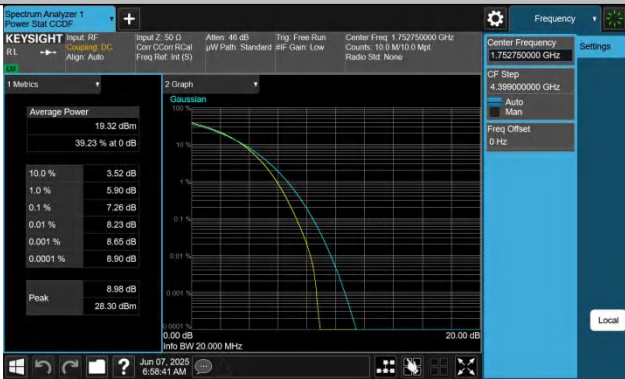 Spectrum Analyzer 1
Power Stat CCDF
Frequency
KEYSIGHT
RL
Input: RF
Coupling: DC
Align: Auto
Input Z: 50 Ω
Corr CCorr RCal
Freq Ref: Int (S)
Atten: 46 dB
µW Path: Standard
Trig: Free Run
#IF Gain: Low
Center Freq: 1.752750000 GHz
Counts: 10.0 M/10.0 Mpt
Radio Std: None
Center Frequency
1.752750000 GHz
Settings
CF Step
4.399000000 GHz
Auto
Man
Freq Offset
0 Hz
1 Metrics
Average Power
19.32 dBm
39.23 % at 0 dB
10.0 % 3.52 dB
1.0 % 5.90 dB
0.1 % 7.26 dB
0.01 % 8.23 dB
0.001 % 8.65 dB
0.0001 % 8.90 dB
Peak 8.98 dB
28.30 dBm
2 Graph
Gaussian
100 %
10 %
1 %
0.1 %
0.01 %
0.001 %
0.0001 %
0.00 dB 20.00 dB
Info BW 20.000 MHz
Local
?
Jun 07, 2025
6:58:41 AM